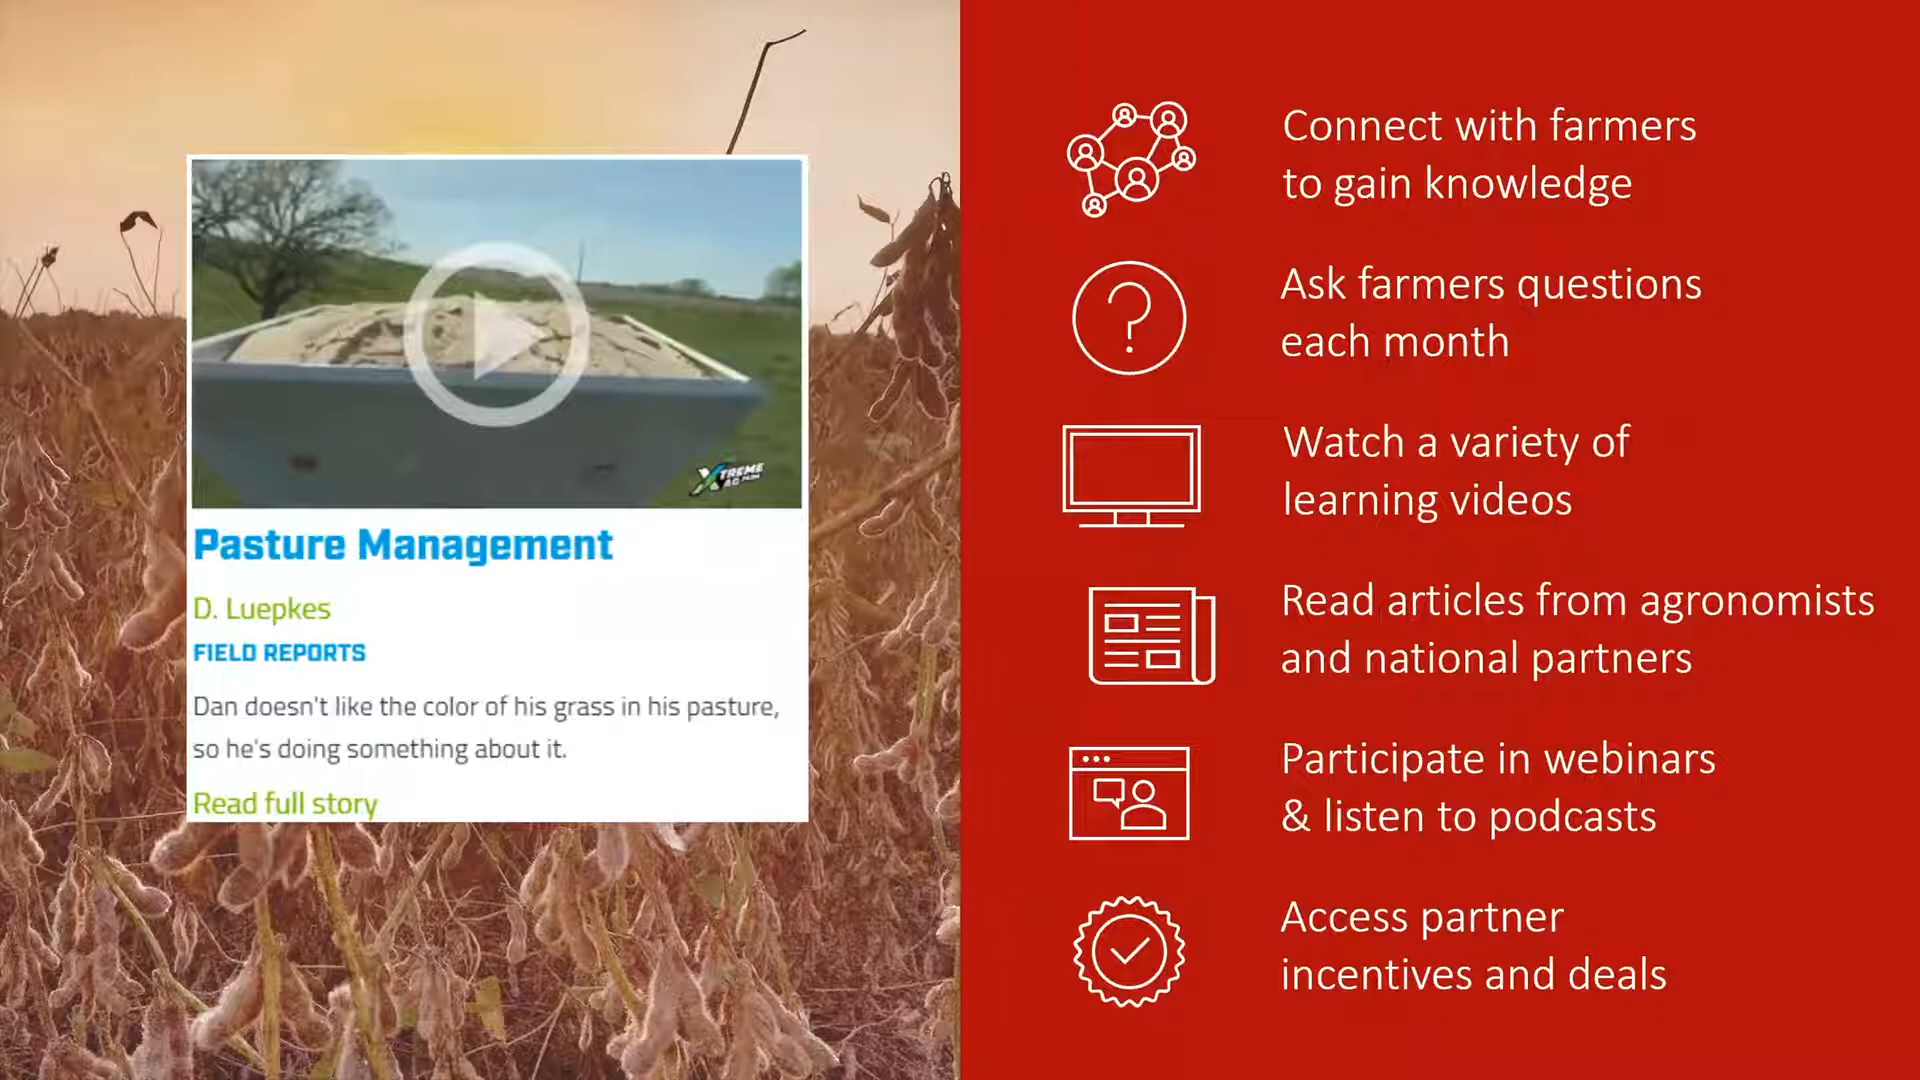 XTREME
AG
Pasture Management
D. Luepkes
FIELD REPORTS
Dan doesn't like the color of his grass in his pasture,
so he's doing something about it.
Read full story
Connect with farmers
to gain knowledge
Ask farmers questions
each month
Watch a variety of
learning videos
Read articles from agronomists
and national partners
Participate in webinars
& listen to podcasts
Access partner
incentives and deals